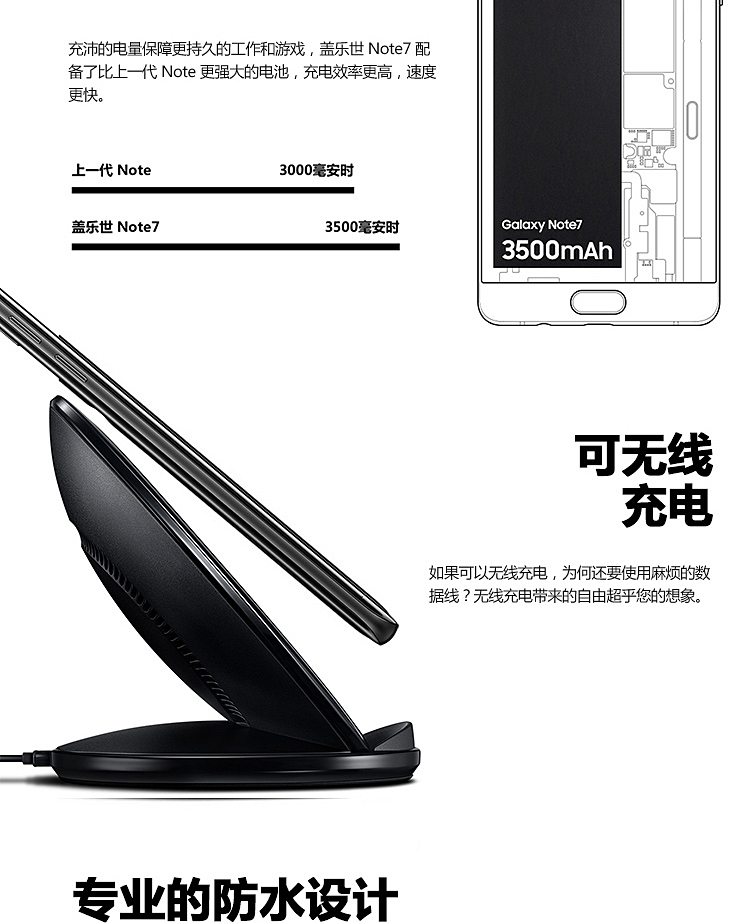 充沛的电量保障更持久的工作和游戏，盖乐世 Note7 配
备了比上一代 Note 更强大的电池，充电效率更高，速度
更快。
上一代 Note 3000毫安时
盖乐世 Note7 3500毫安时
Galaxy Note7
3500mAh
可无线
充电
如果可以无线充电，为何还要使用麻烦的数
据线？无线充电带来的自由超乎您的想象。
专业的防水设计